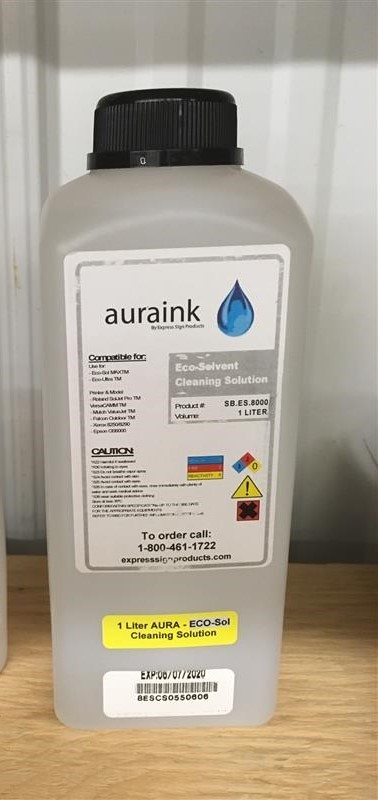 auraink
By Express Sign Products
Compatible for:
Use for:
- Eco-Sol MAXTM
- Eco-Ultra TM
Printer & Model
- Roland SolJet Pro TM
VersaCAMM TM
- Mutoh ValueJet TM
- Falcon Outdoor TM
- Xerox 8250/8290
- Epson GS6000
Eco-Solvent
Cleaning Solution
Product #: SB.ES.8000
Volume: 1 LITER
CAUTION:
To order call:
1-800-461-1722
expresssignproducts.com
1 Liter AURA - ECO-Sol
Cleaning Solution
EXP:06/07/2020
8ESCS0550606